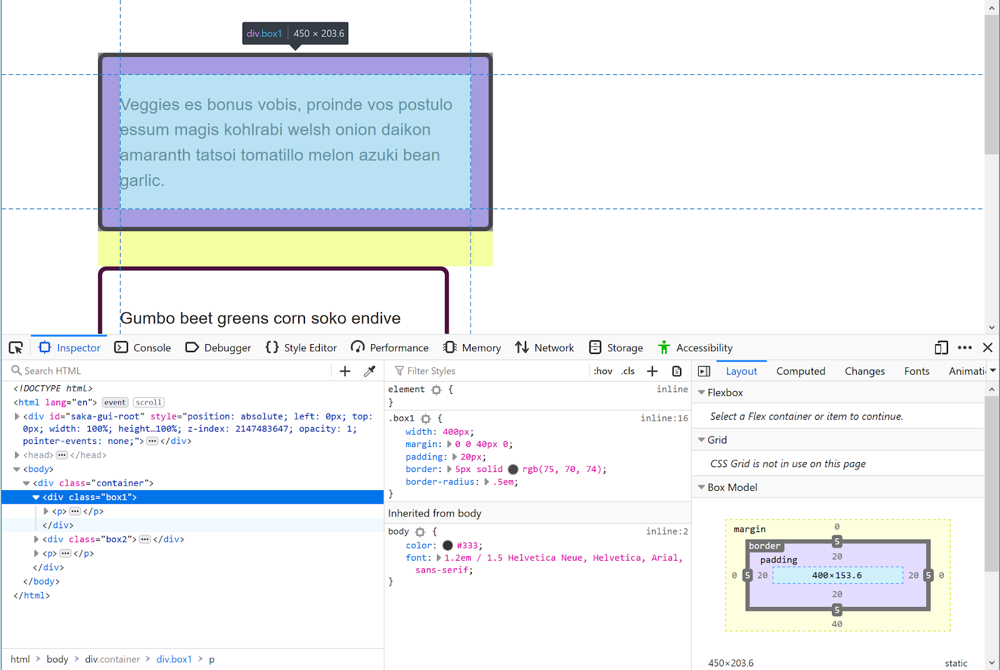 div.box1 450 × 203.6
Veggies es bonus vobis, proinde vos postulo
essum magis kohlrabi welsh onion daikon
amaranth tatsoi tomatillo melon azuki bean
garlic.
Gumbo beet greens corn soko endive
Inspector Console Debugger {} Style Editor Performance Memory Network Storage Accessibility
Search HTML
<!DOCTYPE html>
<html lang="en"> event scroll
<div id="saka-gui-root" style="position: absolute; left: 0px; top:
0px; width: 100%; height…100%; z-index: 2147483647; opacity: 1;
pointer-events: none;">…</div>
<head>…</head>
<body>
<div class="container">
<div class="box1">
<p>…</p>
</div>
<div class="box2">…</div>
<p>…</p>
</div>
</body>
</html>
html > body > div.container > div.box1 > p
Filter Styles :hov .cls +
element { inline
}
.box1 { inline:16
width: 400px;
margin: 0 0 40px 0;
padding: 20px;
border: 5px solid rgb(75, 70, 74);
border-radius: .5em;
}
Inherited from body
body { inline:2
color: #333;
font: 1.2em / 1.5 Helvetica Neue, Helvetica, Arial,
sans-serif;
}
Layout Computed Changes Fonts Animati
Flexbox
Select a Flex container or item to continue.
Grid
CSS Grid is not in use on this page
Box Model
margin 0
border 5
padding 20
0 5 20 400×153.6 20 5 0
20
5
40
450×203.6 static